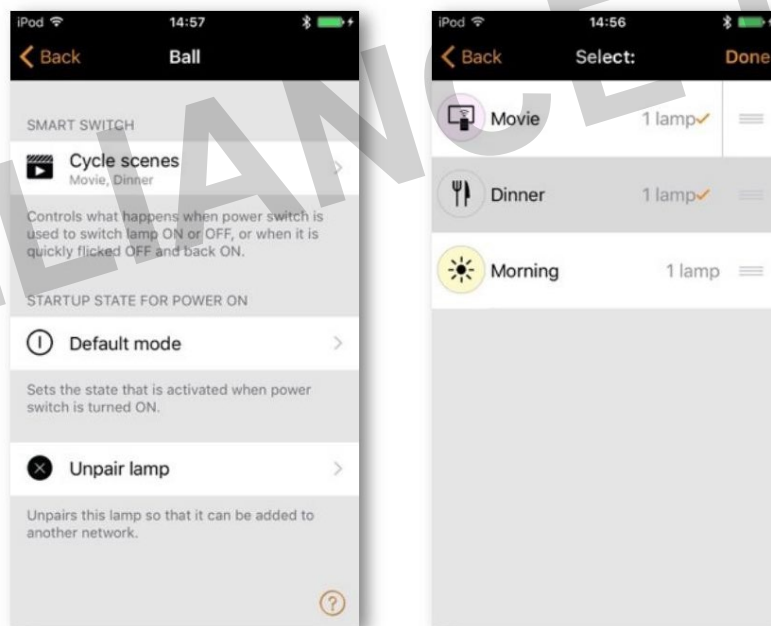 iPod 14:57
Back Ball
SMART SWITCH
Cycle scenes
Movie, Dinner
Controls what happens when power switch is
used to switch lamp ON or OFF, or when it is
quickly flicked OFF and back ON.
STARTUP STATE FOR POWER ON
Default mode
Sets the state that is activated when power
switch is turned ON.
Unpair lamp
Unpairs this lamp so that it can be added to
another network.
?
iPod 14:56
Back Select: Done
Movie 1 lamp
Dinner 1 lamp
Morning 1 lamp